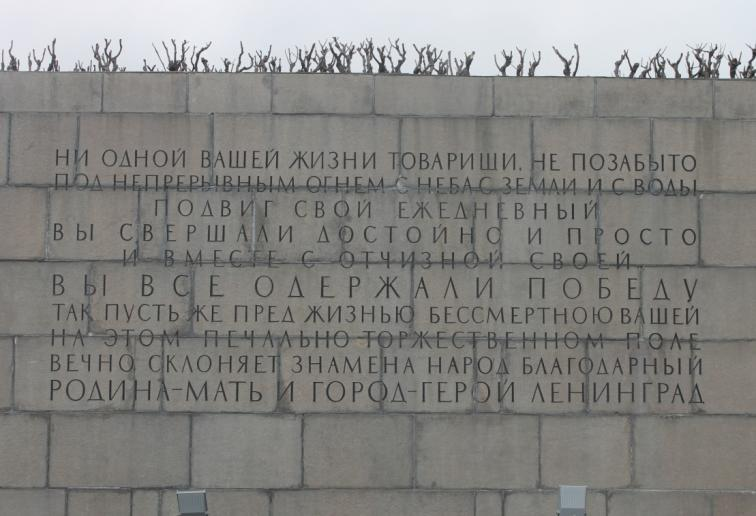 НИ ОДНОЙ ВАШЕЙ ЖИЗНИ ТОВАРИЩИ, НЕ ПОЗАБЫТО
ПОД НЕПРЕРЫВНЫМ ОГНЕМ С НЕБА С ЗЕМЛИ И С ВОДЫ
ПОДВИГ СВОЙ ЕЖЕДНЕВНЫЙ
ВЫ СВЕРШАЛИ ДОСТОЙНО И ПРОСТО
И ВМЕСТЕ С ОТЧИЗНОЙ СВОЕЙ
ВЫ ВСЕ ОДЕРЖАЛИ ПОБЕДУ
ТАК ПУСТЬ ЖЕ ПРЕД ЖИЗНЬЮ БЕССМЕРТНОЮ ВАШЕЙ
НА ЭТОМ ПЕЧАЛЬНО ТОРЖЕСТВЕННОМ ПОЛЕ
ВЕЧНО СКЛОНЯЕТ ЗНАМЕНА НАРОД БЛАГОДАРНЫЙ
РОДИНА-МАТЬ И ГОРОД-ГЕРОЙ ЛЕНИНГРАД